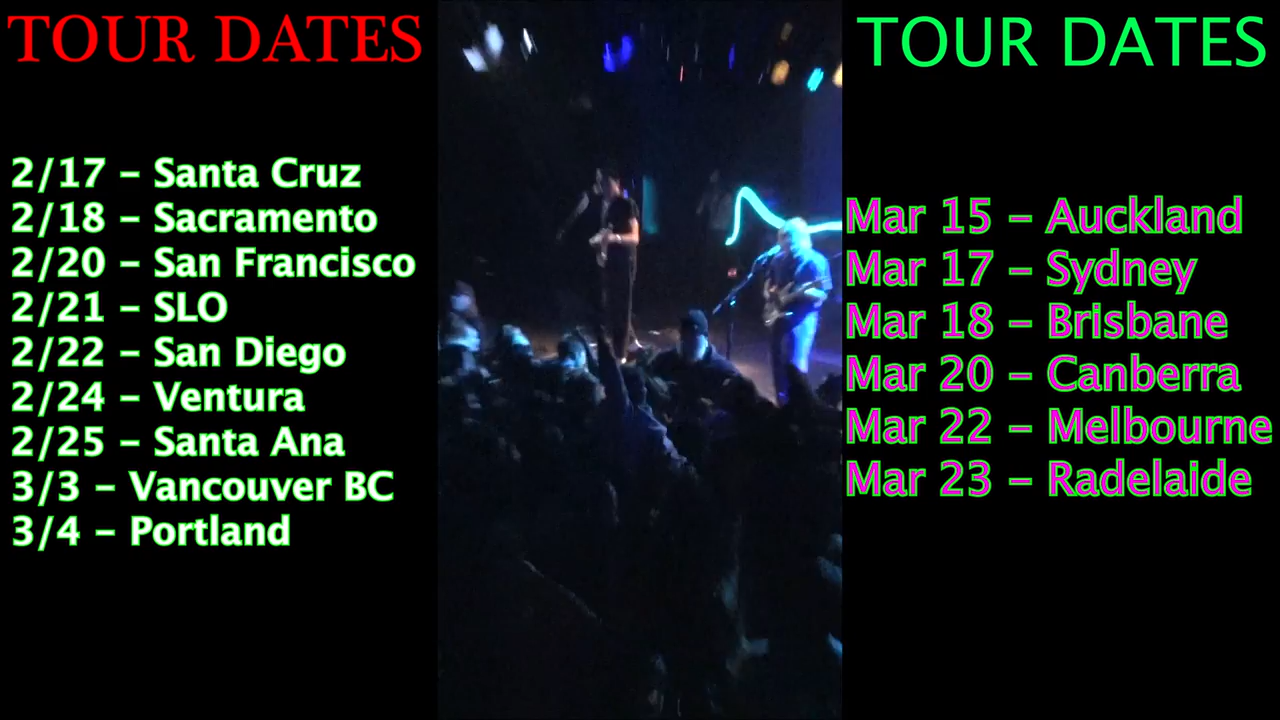 TOUR DATES
2/17 – Santa Cruz
2/18 – Sacramento
2/20 – San Francisco
2/21 – SLO
2/22 – San Diego
2/24 – Ventura
2/25 – Santa Ana
3/3 – Vancouver BC
3/4 – Portland
TOUR DATES
Mar 15 – Auckland
Mar 17 – Sydney
Mar 18 – Brisbane
Mar 20 – Canberra
Mar 22 – Melbourne
Mar 23 – Radelaide